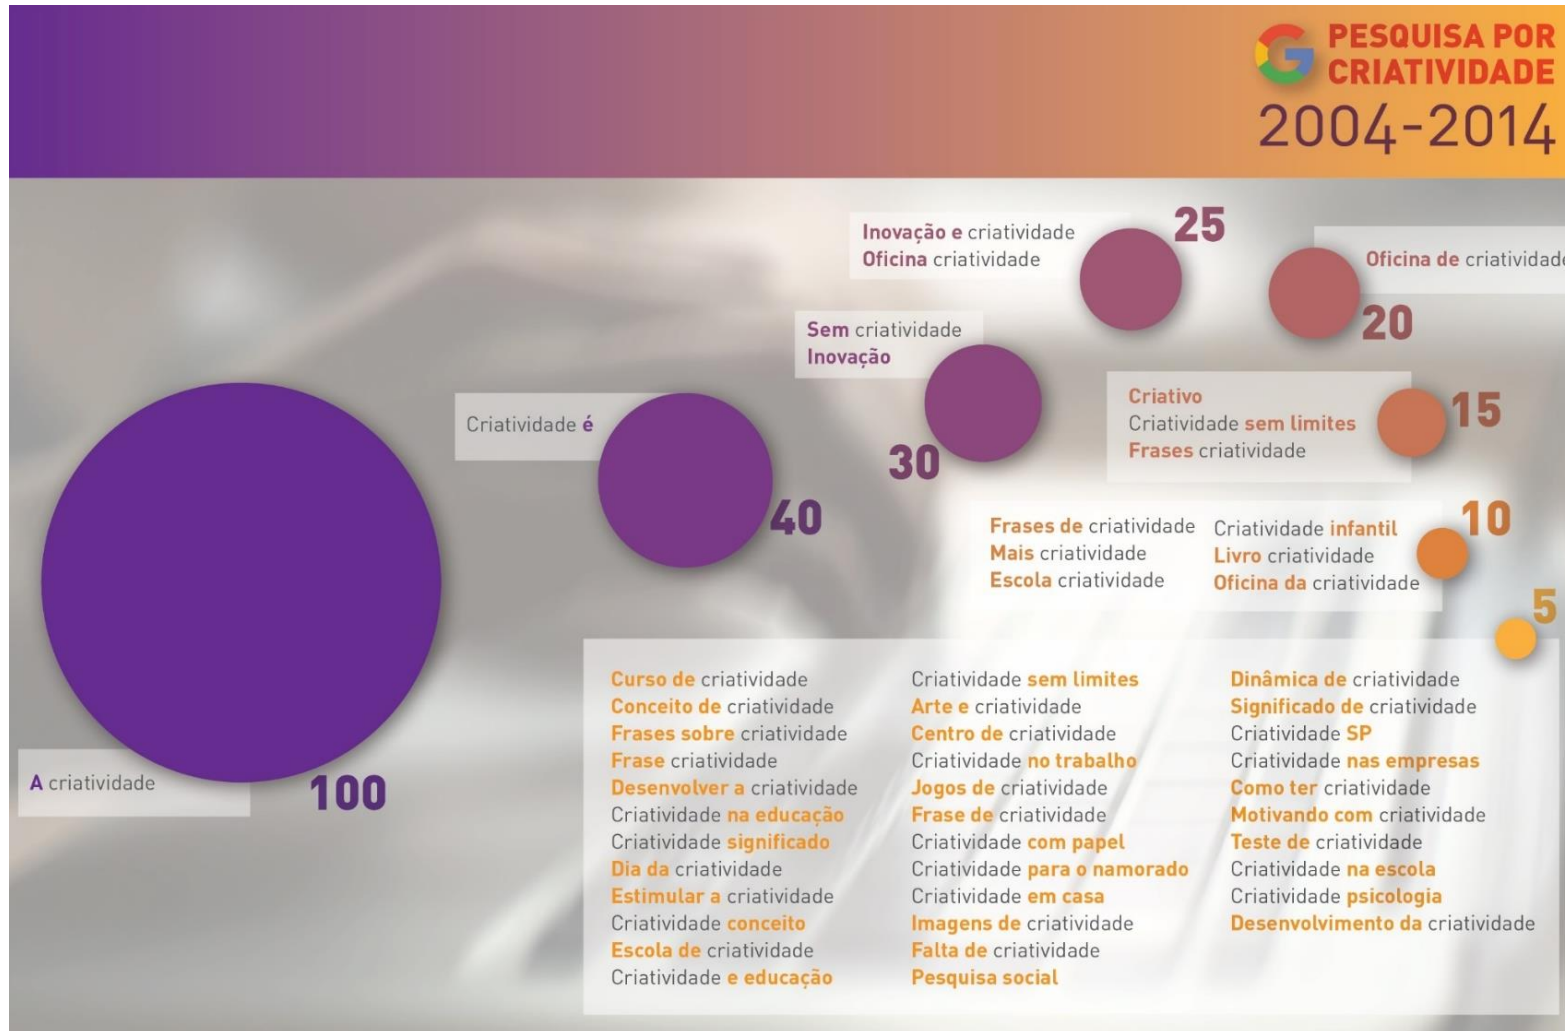 PESQUISA POR
CRIATIVIDADE
2004-2014
A criatividade
100
Criatividade é
40
Sem criatividade
Inovação
30
Inovação e criatividade
Oficina criatividade
25
Oficina de criatividade
20
Criativo
Criatividade sem limites
Frases criatividade
15
Frases de criatividade
Mais criatividade
Escola criatividade
Criatividade infantil
Livro criatividade
Oficina da criatividade
10
5
Curso de criatividade
Conceito de criatividade
Frases sobre criatividade
Frase criatividade
Desenvolver a criatividade
Criatividade na educação
Criatividade significado
Dia da criatividade
Estimular a criatividade
Criatividade conceito
Escola de criatividade
Criatividade e educação
Criatividade sem limites
Arte e criatividade
Centro de criatividade
Criatividade no trabalho
Jogos de criatividade
Frase de criatividade
Criatividade com papel
Criatividade para o namorado
Criatividade em casa
Imagens de criatividade
Falta de criatividade
Pesquisa social
Dinâmica de criatividade
Significado de criatividade
Criatividade SP
Criatividade nas empresas
Como ter criatividade
Motivando com criatividade
Teste de criatividade
Criatividade na escola
Criatividade psicologia
Desenvolvimento da criatividade